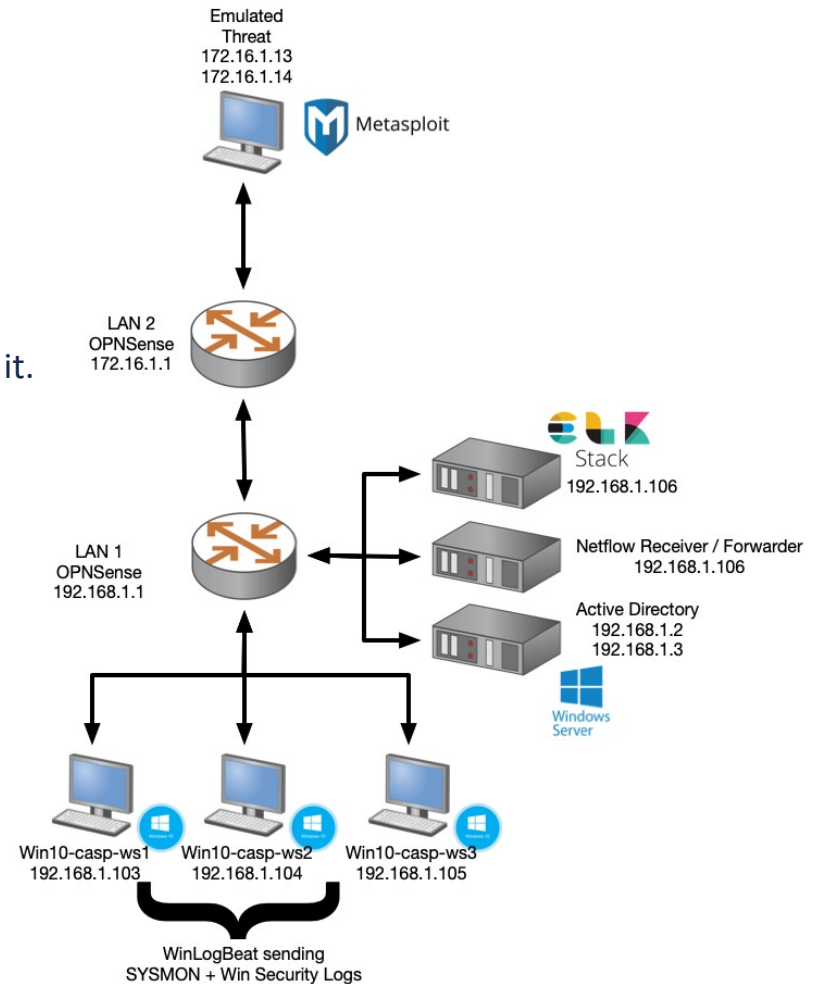 Emulated
Threat
172.16.1.13
172.16.1.14
Metasploit
LAN 2
OPNSense
172.16.1.1
it.
ELK
Stack
192.168.1.106
LAN 1
OPNSense
192.168.1.1
Netflow Receiver / Forwarder
192.168.1.106
Active Directory
192.168.1.2
192.168.1.3
Windows
Server
Win10-casp-ws1
192.168.1.103
Win10-casp-ws2
192.168.1.104
Win10-casp-ws3
192.168.1.105
WinLogBeat sending
SYSMON + Win Security Logs